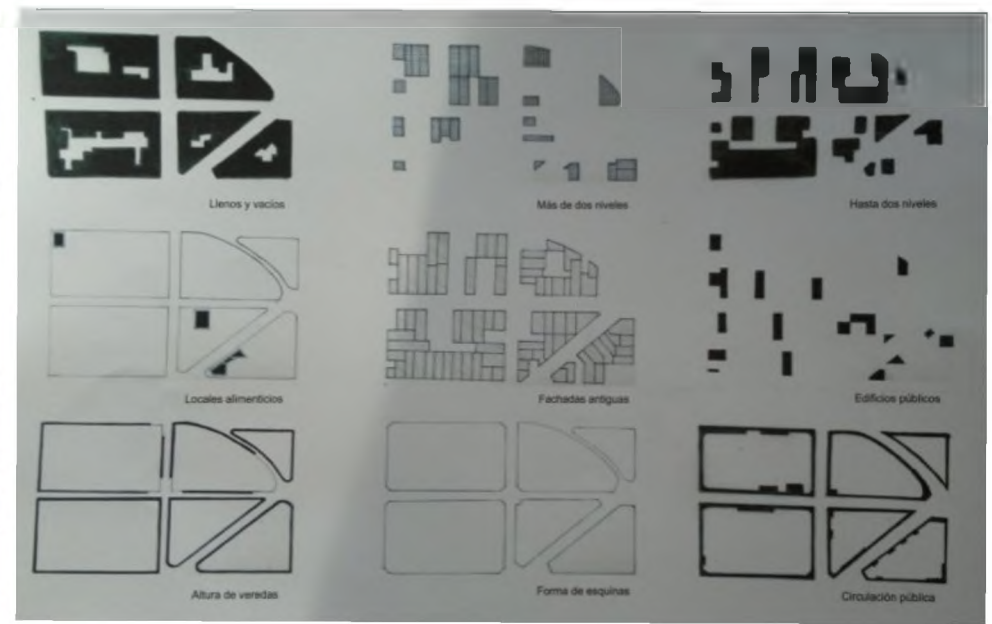 Llenos y vacíos
Más de dos niveles
Hasta dos niveles
Locales alimenticios
Fachadas antiguas
Edificios públicos
Altura de veredas
Forma de esquinas
Circulación pública